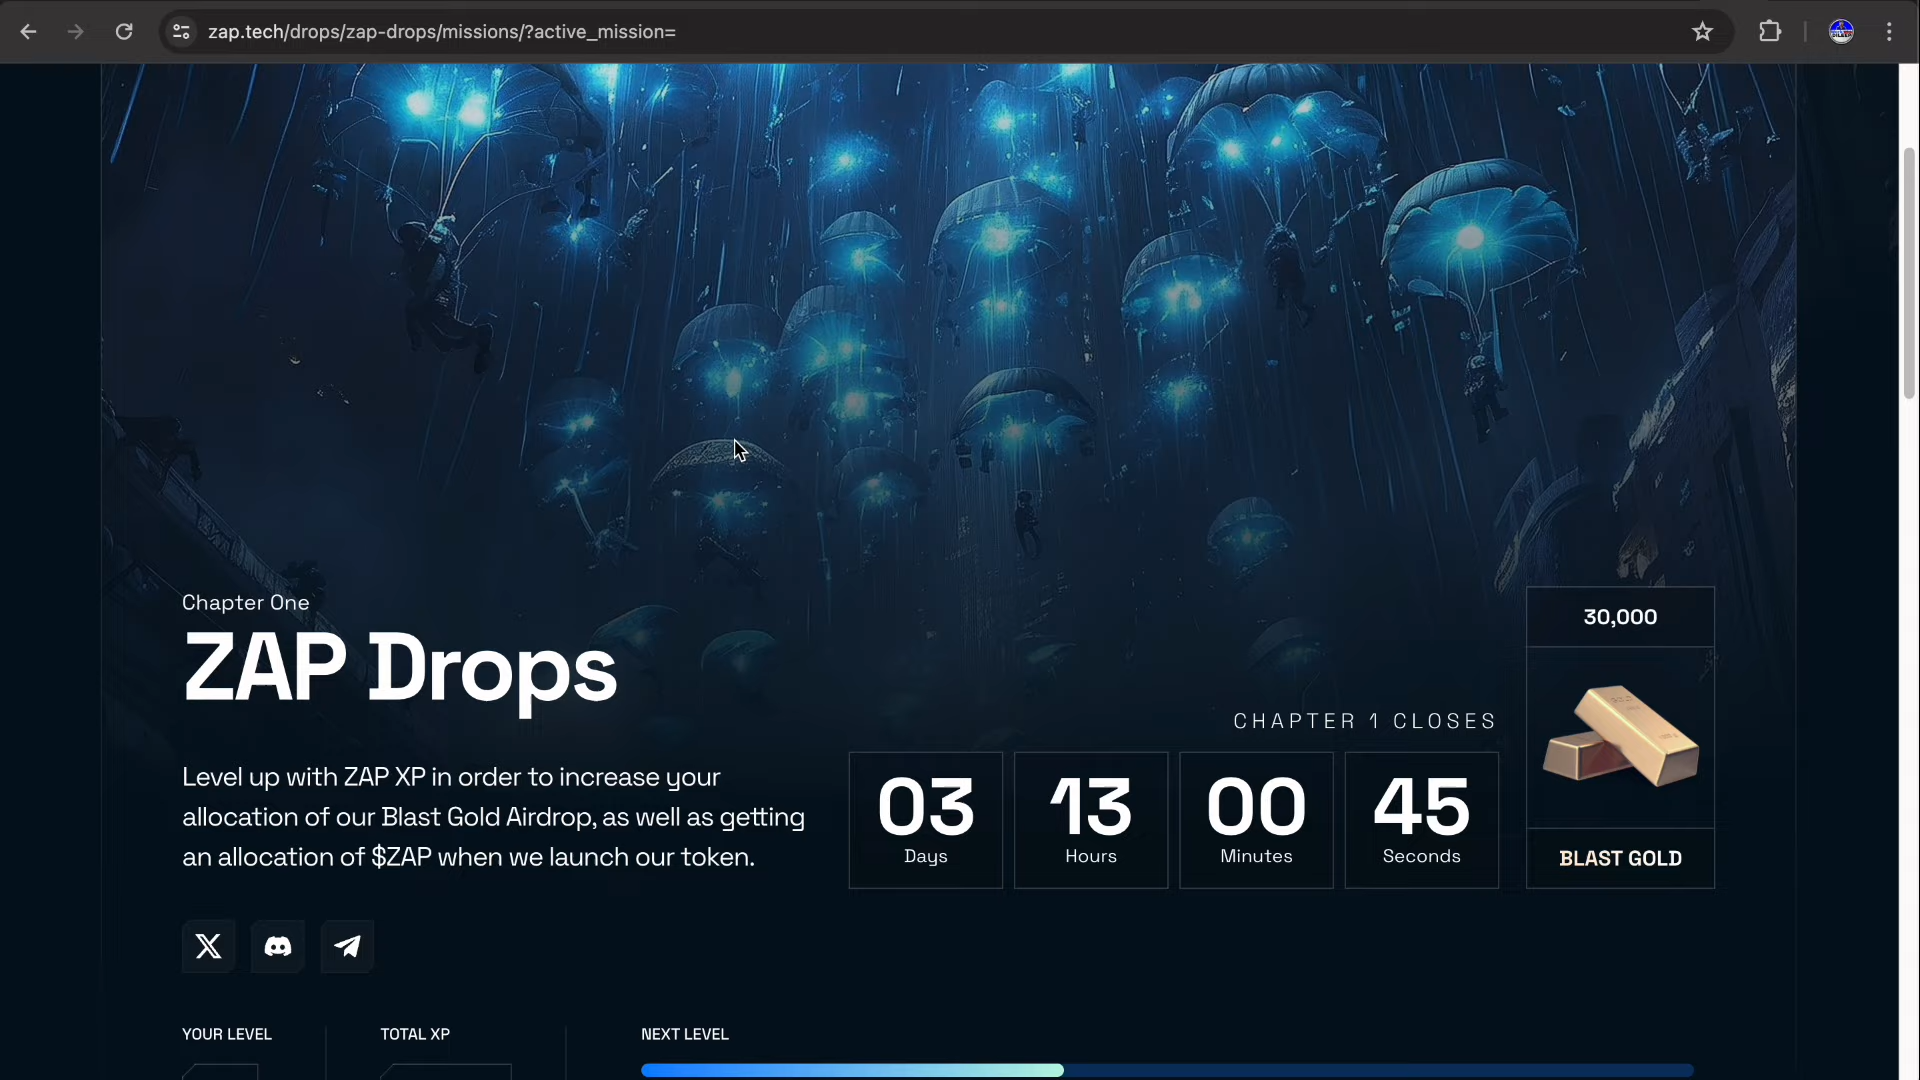 zap.tech/drops/zap-drops/missions/?active_mission=
Chapter One
ZAP Drops
Level up with ZAP XP in order to increase your
allocation of our Blast Gold Airdrop, as well as getting
an allocation of $ZAP when we launch our token.
CHAPTER 1 CLOSES
03
Days
13
Hours
00
Minutes
45
Seconds
30,000
BLAST GOLD
YOUR LEVEL
TOTAL XP
NEXT LEVEL